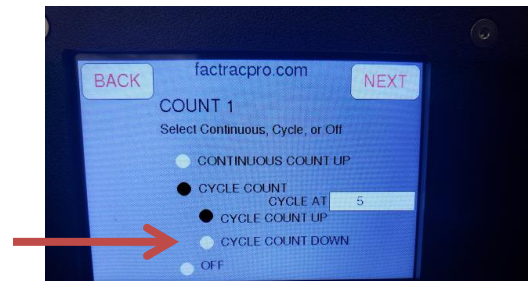 factracpro.com
BACK
NEXT
COUNT 1
Select Continuous, Cycle, or Off
CONTINUOUS COUNT UP
CYCLE COUNT
CYCLE AT 5
CYCLE COUNT UP
CYCLE COUNT DOWN
OFF